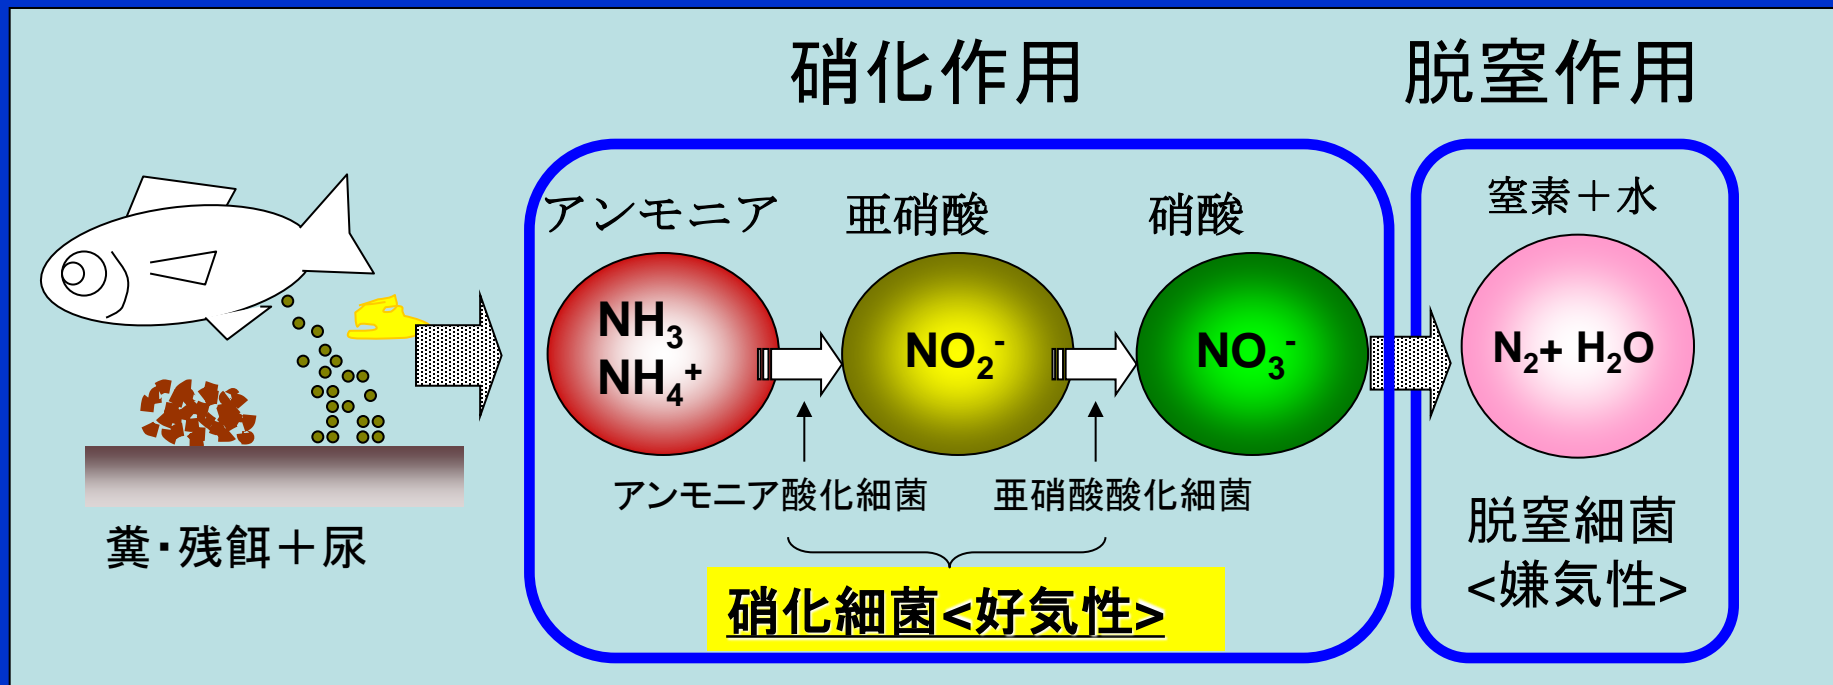 硝化作用
脱窒作用
アンモニア
亜硝酸
硝酸
窒素＋水
NH₃
NH₄⁺
NO₂⁻
NO₃⁻
N₂+ H₂O
アンモニア酸化細菌
亜硝酸酸化細菌
糞・残餌＋尿
硝化細菌<好気性>
脱窒細菌
<嫌気性>